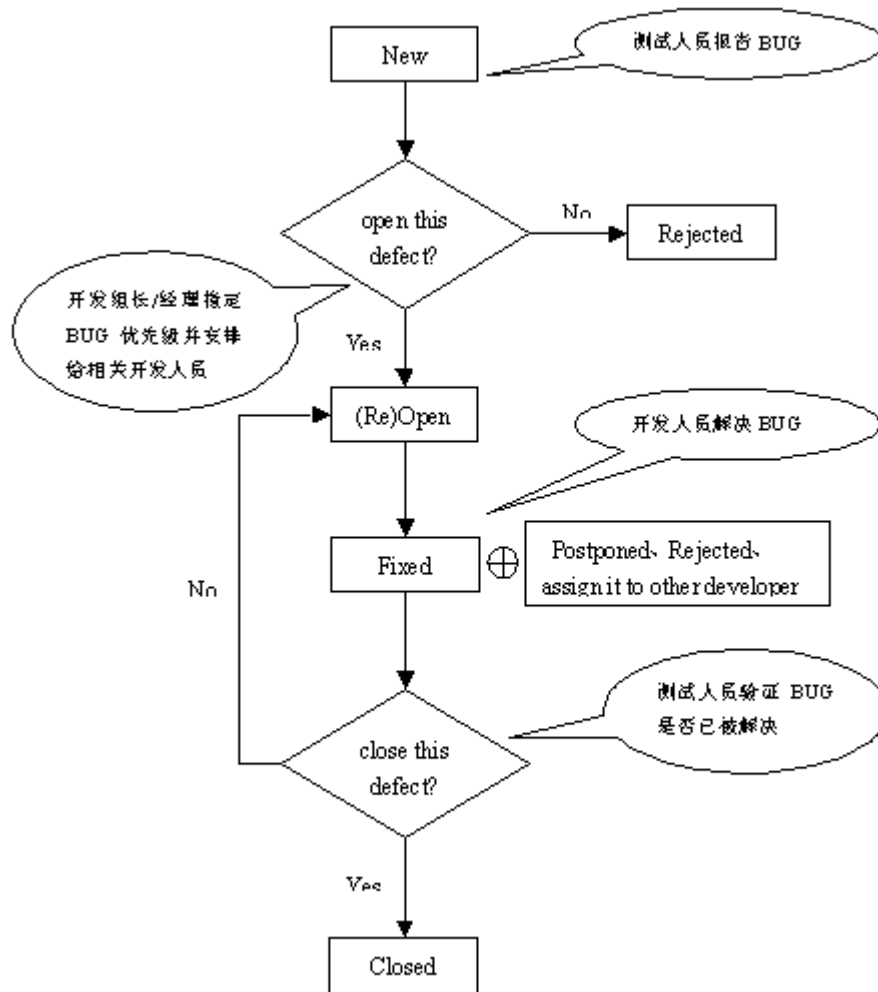 New
测试人员报告 BUG
open this
defect?
No
Rejected
开发组长/经理指定
BUG 优先级并安排
给相关开发人员
Yes
(Re)Open
开发人员解决 BUG
Fixed
Postponed、Rejected、
assign it to other developer
No
测试人员验证 BUG
是否已被解决
close this
defect?
Yes
Closed